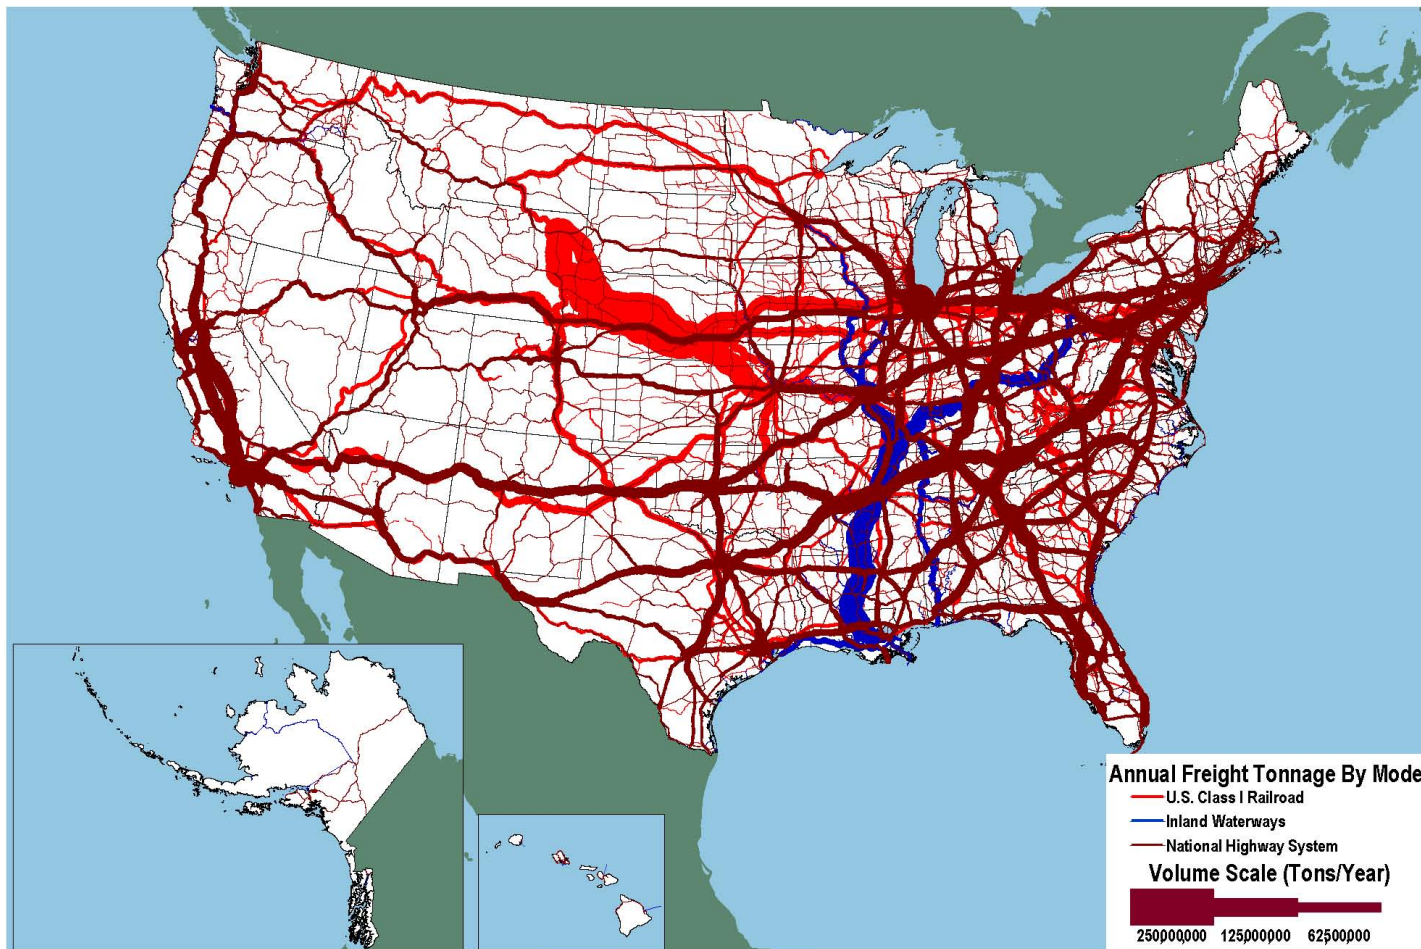 Annual Freight Tonnage By Mode
U.S. Class I Railroad
Inland Waterways
National Highway System
Volume Scale (Tons/Year)
250000000 125000000 62500000